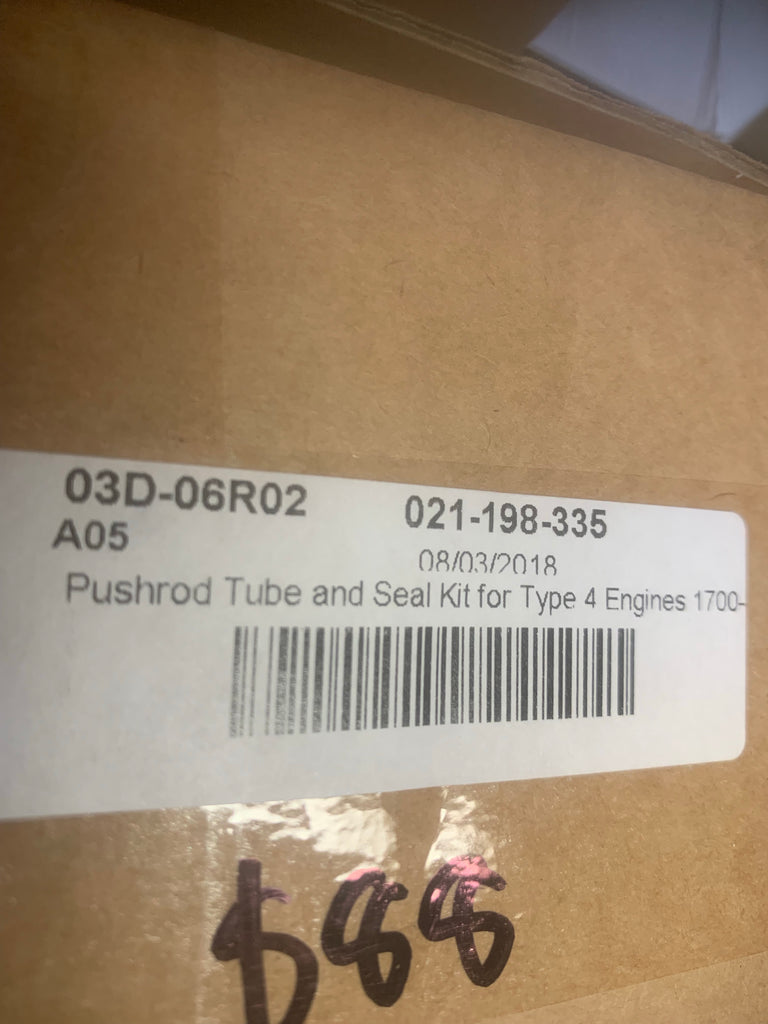 03D-06R02 021-198-335
A05
08/03/2018
Pushrod Tube and Seal Kit for Type 4 Engines 1700-
$88